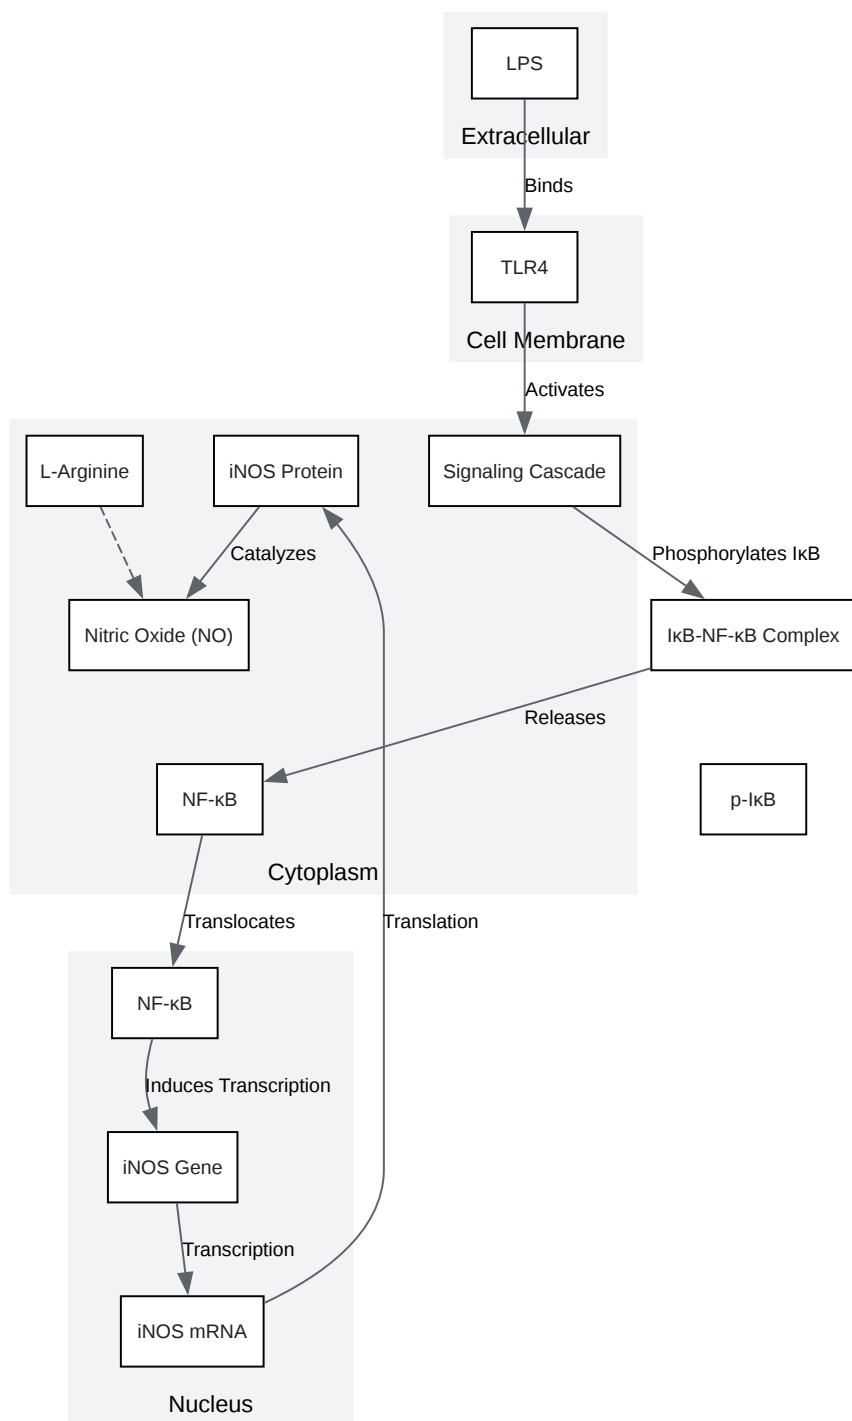 LPS
Extracellular
Binds
TLR4
Cell Membrane
Activates
L-Arginine
iNOS Protein
Signaling Cascade
Catalyzes
Phosphorylates IκB
Nitric Oxide (NO)
IκB-NF-κB Complex
Releases
NF-κB
p-IκB
Cytoplasm
Translocates
Translation
NF-κB
Induces Transcription
iNOS Gene
Transcription
iNOS mRNA
Nucleus